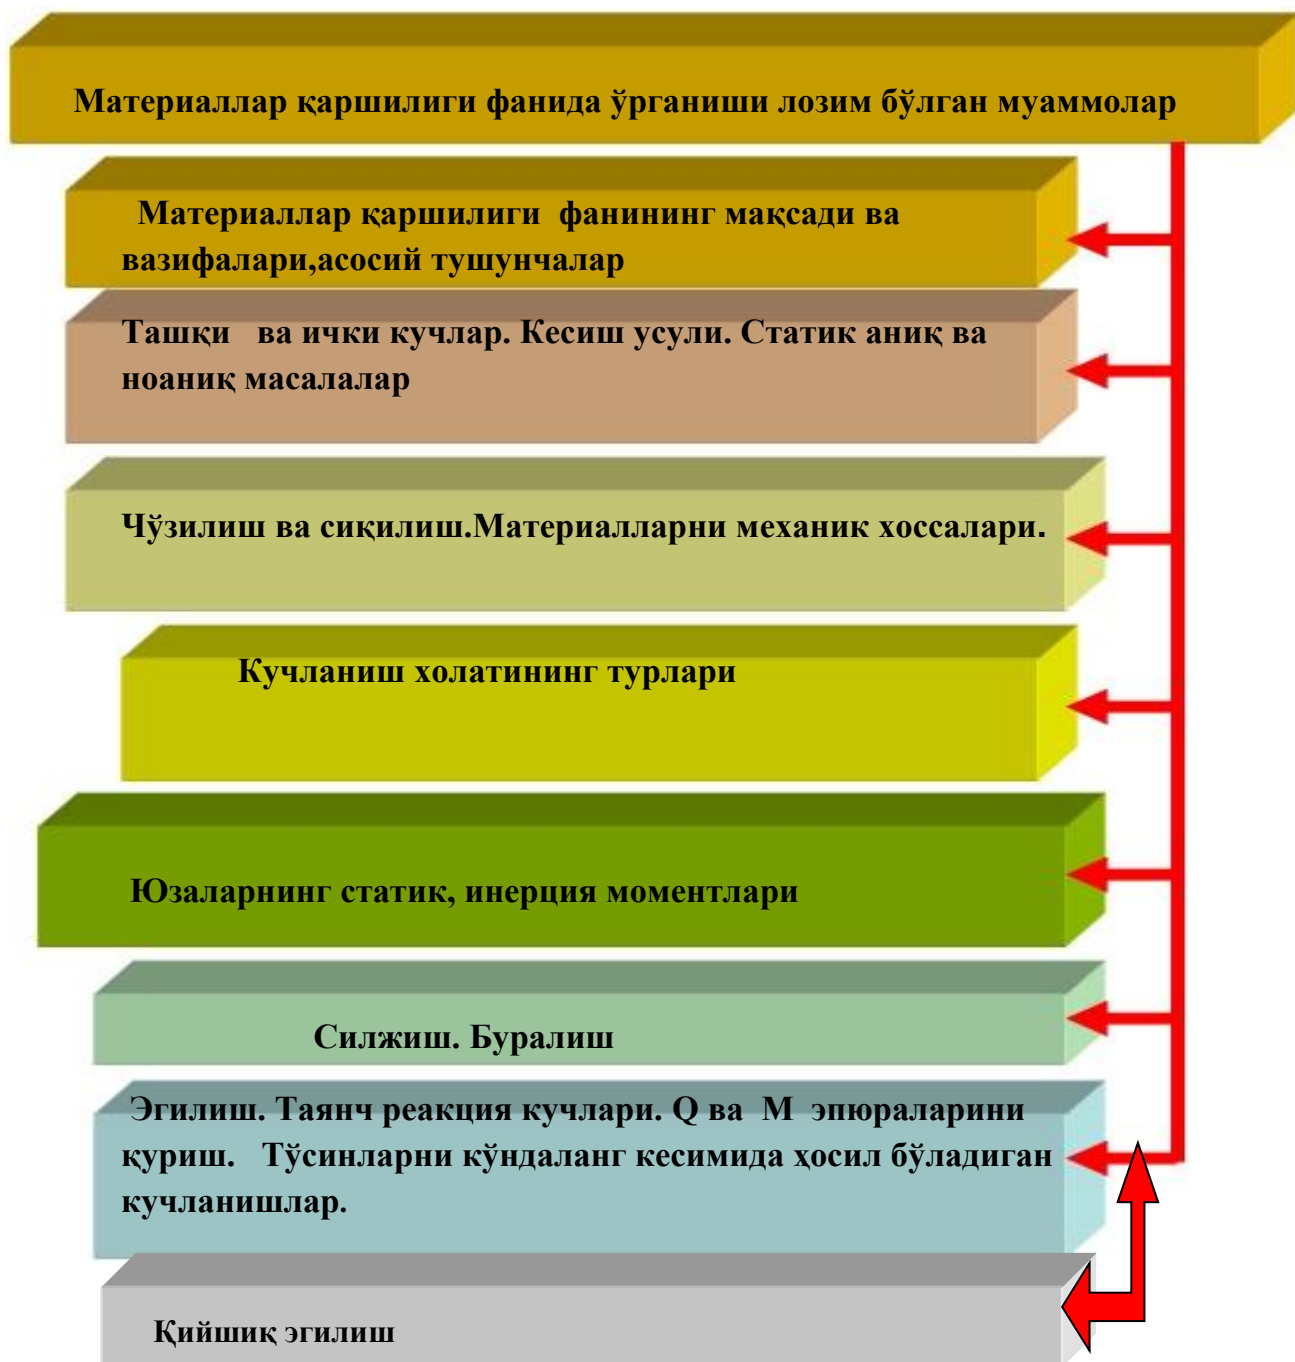 Материаллар қаршилиги фанида ўрганиши лозим бўлган муаммолар
Материаллар қаршилиги фанининг мақсади ва
вазифалари,асосий тушунчалар
Ташқи ва ички кучлар. Кесиш усули. Статик аниқ ва
ноаниқ масалалар
Чўзилиш ва сиқилиш.Материалларни механик хоссалари.
Кучланиш холатининг турлари
Юзаларнинг статик, инерция моментлари
Силжиш. Буралиш
Эгилиш. Таянч реакция кучлари. Q ва М эпюраларини
қуриш. Тўсинларни кўндаланг кесимида ҳосил бўладиган
кучланишлар.
Қийшиқ эгилиш